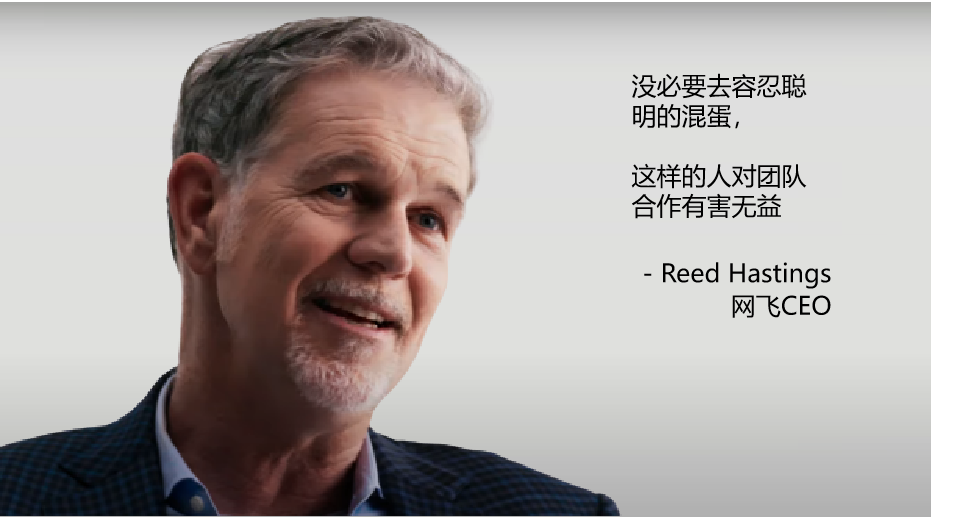 没必要去容忍聪
明的混蛋，
这样的人对团队
合作有害无益
- Reed Hastings
网飞CEO